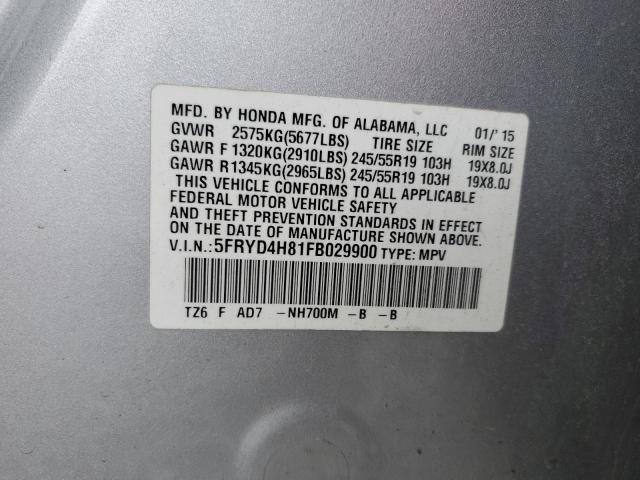 MFD. BY HONDA MFG. OF ALABAMA, LLC 01/'15
GVWR 2575KG(5677LBS) TIRE SIZE RIM SIZE
GAWR F 1320KG(2910LBS) 245/55R19 103H 19X8.0J
GAWR R1345KG(2965LBS) 245/55R19 103H 19X8.0J
THIS VEHICLE CONFORMS TO ALL APPLICABLE
FEDERAL MOTOR VEHICLE SAFETY
AND THEFT PREVENTION STANDARDS IN EFFECT
ON THE DATE OF MANUFACTURE SHOWN ABOVE.
V.I.N.: 5FRYD4H81FB029900 TYPE: MPV
TZ6 F AD7 -NH700M -B -B